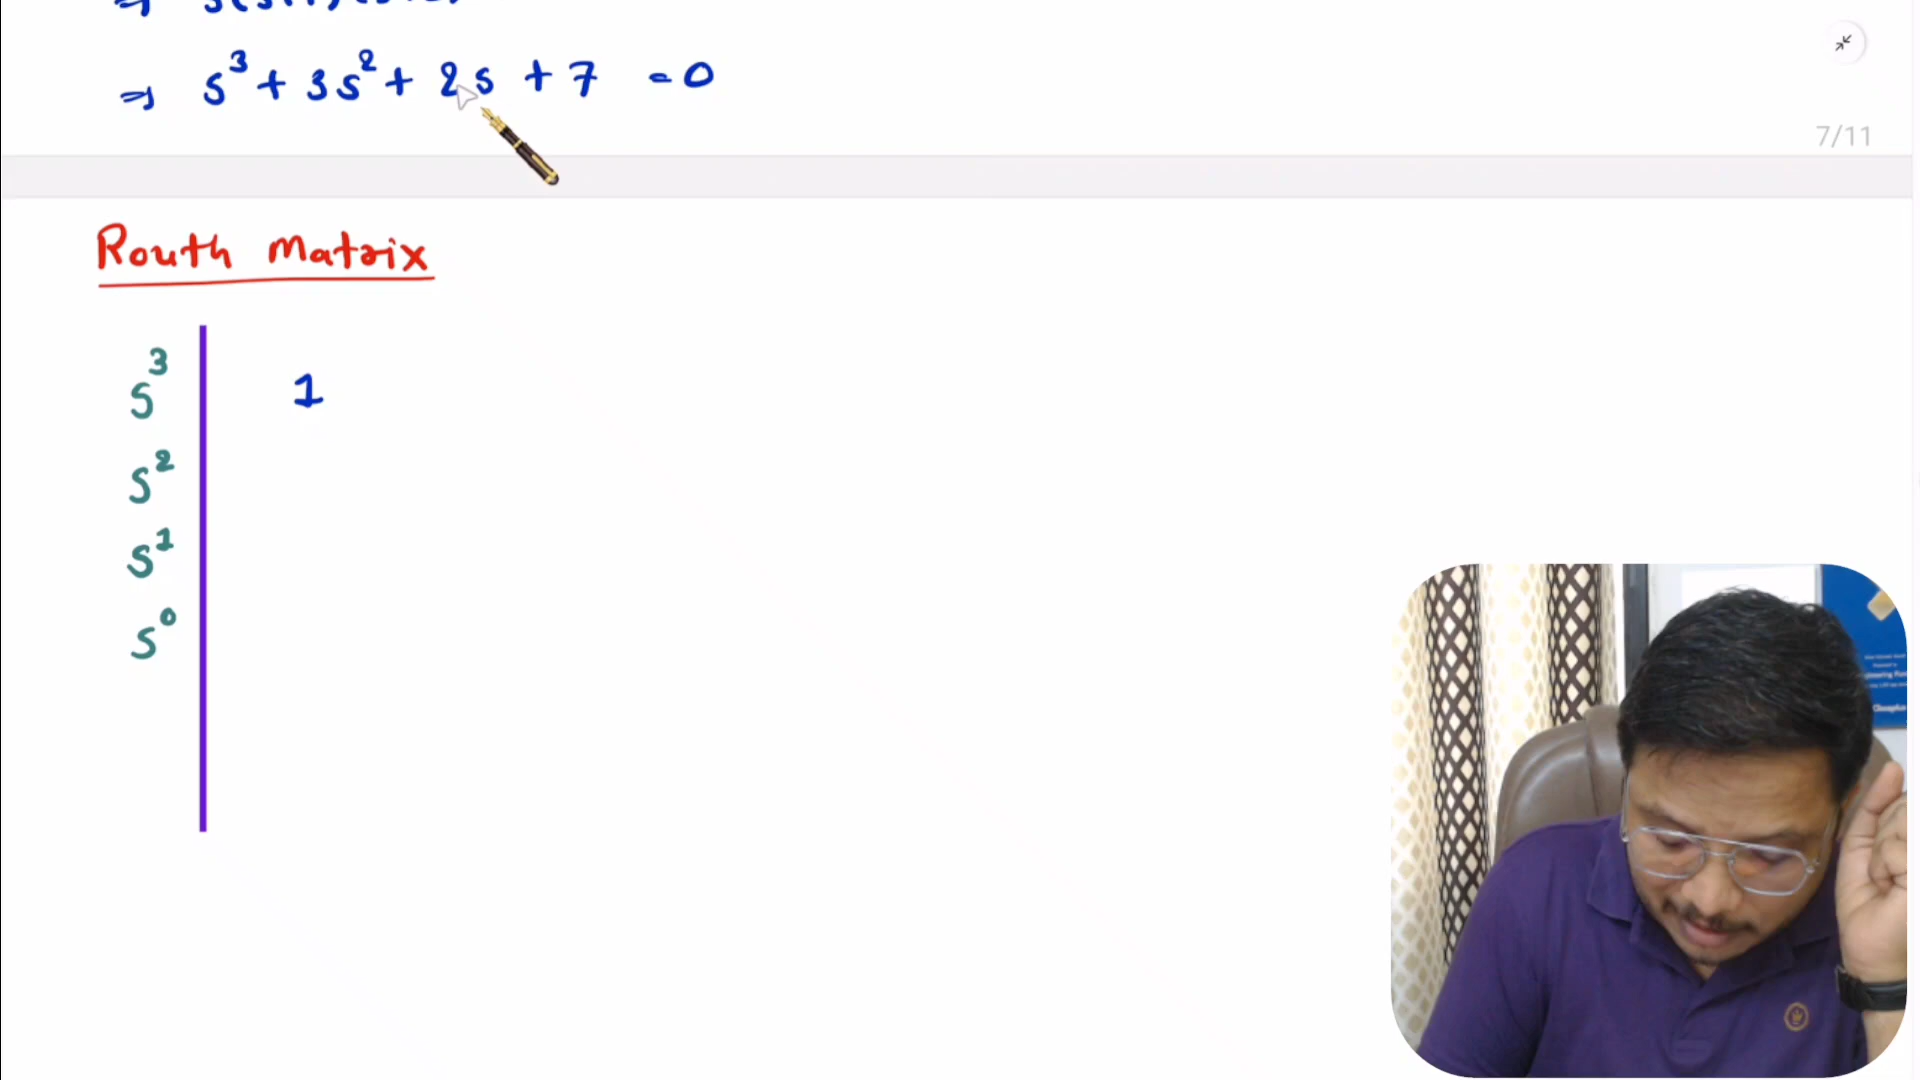 ⇒ s³ + 3s² + 2s + 7 = 0
7/11
Routh Matrix
s³ 1
s²
s¹
s⁰